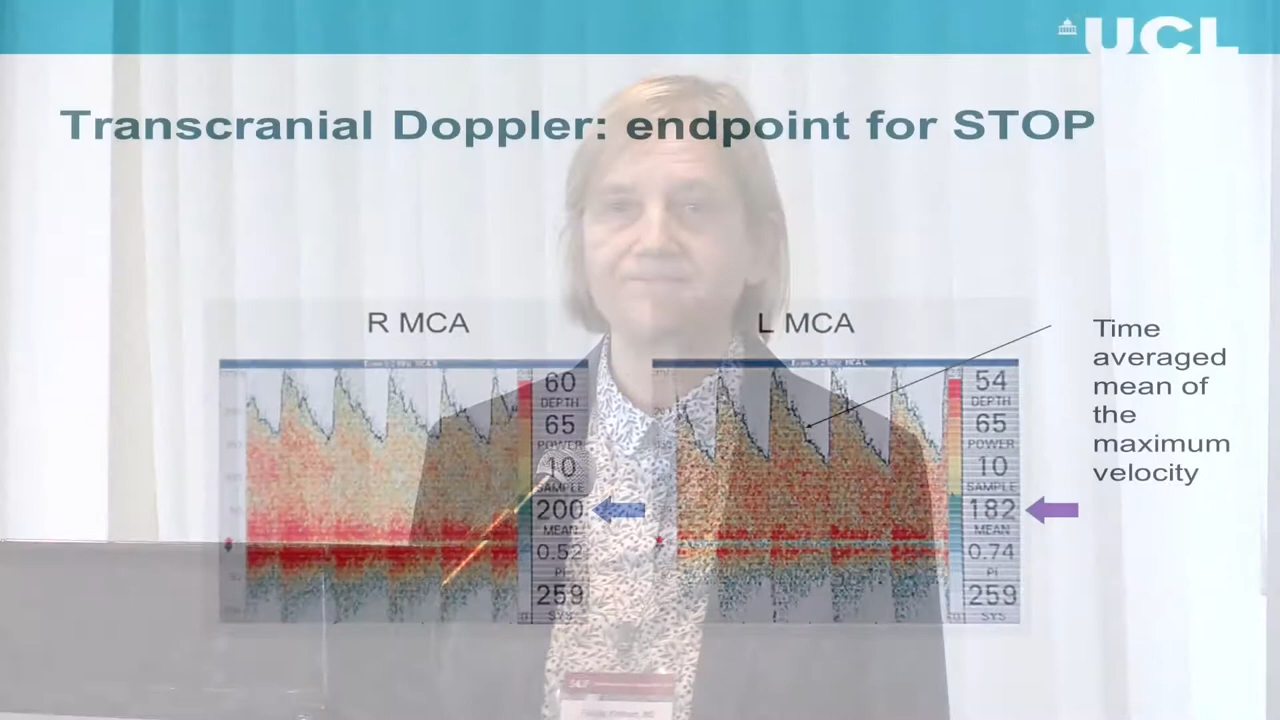 UCL
Transcranial Doppler: endpoint for STOP
R MCA
L MCA
60
DEPTH
65
POWER
10
SAMPLE
200
MEAN
0.52
PI
259
SYS
54
DEPTH
65
POWER
10
SAMPLE
182
MEAN
0.74
PI
259
SYS
Time
averaged
mean of
the
maximum
velocity